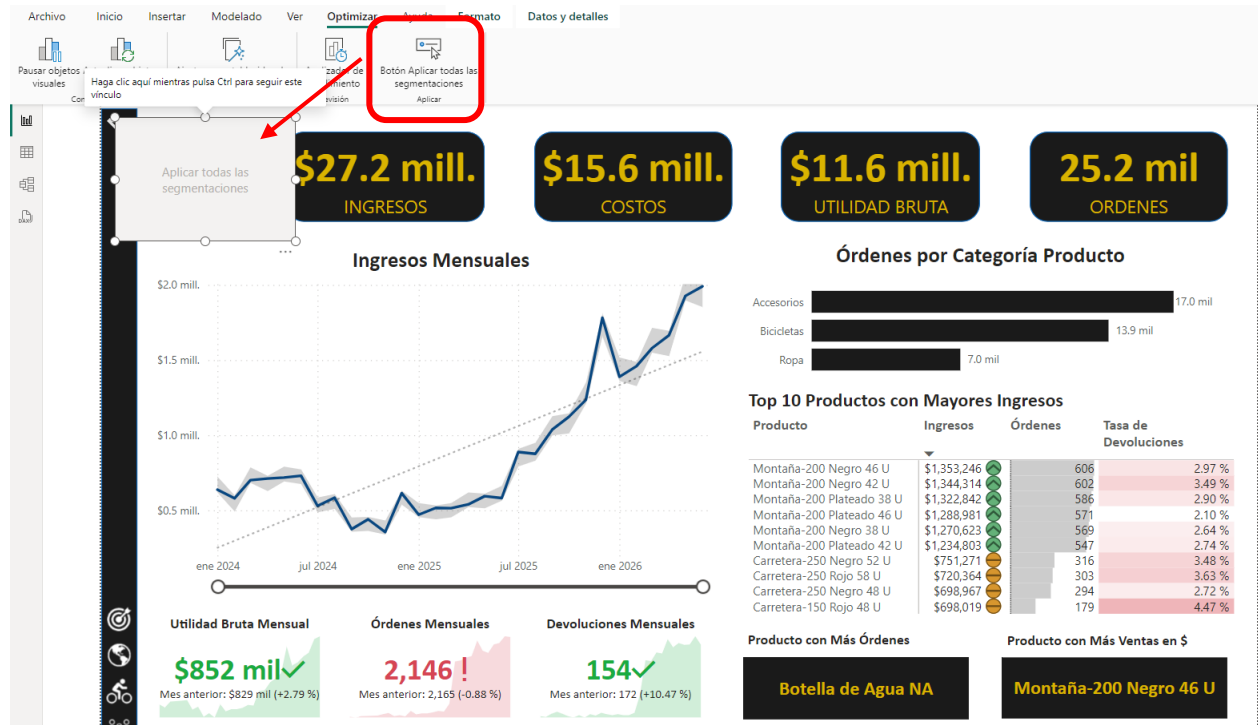 Archivo Inicio Insertar Modelado Ver Optimizar Ayuda Formato Datos y detalles
Pausar objetos
visuales
Botón Aplicar todas las
segmentaciones
Aplicar
Haga clic aquí mientras pulsa Ctrl para seguir este
vínculo
Aplicar todas las
segmentaciones
$27.2 mill.
INGRESOS
$15.6 mill.
COSTOS
$11.6 mill.
UTILIDAD BRUTA
25.2 mil
ORDENES
Ingresos Mensuales
$2.0 mill.
$1.5 mill.
$1.0 mill.
$0.5 mill.
ene 2024 jul 2024 ene 2025 jul 2025 ene 2026
Órdenes por Categoría Producto
Accesorios 17.0 mil
Bicicletas 13.9 mil
Ropa 7.0 mil
Top 10 Productos con Mayores Ingresos
Producto Ingresos Órdenes Tasa de
Devoluciones
Montaña-200 Negro 46 U $1,353,246 606 2.97 %
Montaña-200 Negro 42 U $1,344,314 602 3.49 %
Montaña-200 Plateado 38 U $1,322,842 586 2.90 %
Montaña-200 Plateado 46 U $1,288,981 571 2.10 %
Montaña-200 Negro 38 U $1,270,623 569 2.64 %
Montaña-200 Plateado 42 U $1,234,803 547 2.74 %
Carretera-250 Negro 52 U $751,271 316 3.48 %
Carretera-250 Rojo 58 U $720,364 303 3.63 %
Carretera-250 Negro 48 U $698,967 294 2.72 %
Carretera-150 Rojo 48 U $698,019 179 4.47 %
Utilidad Bruta Mensual
$852 mil
Mes anterior: $829 mil (+2.79 %)
Órdenes Mensuales
2,146 !
Mes anterior: 2,165 (-0.88 %)
Devoluciones Mensuales
154
Mes anterior: 172 (+10.47 %)
Producto con Más Órdenes
Botella de Agua NA
Producto con Más Ventas en $
Montaña-200 Negro 46 U